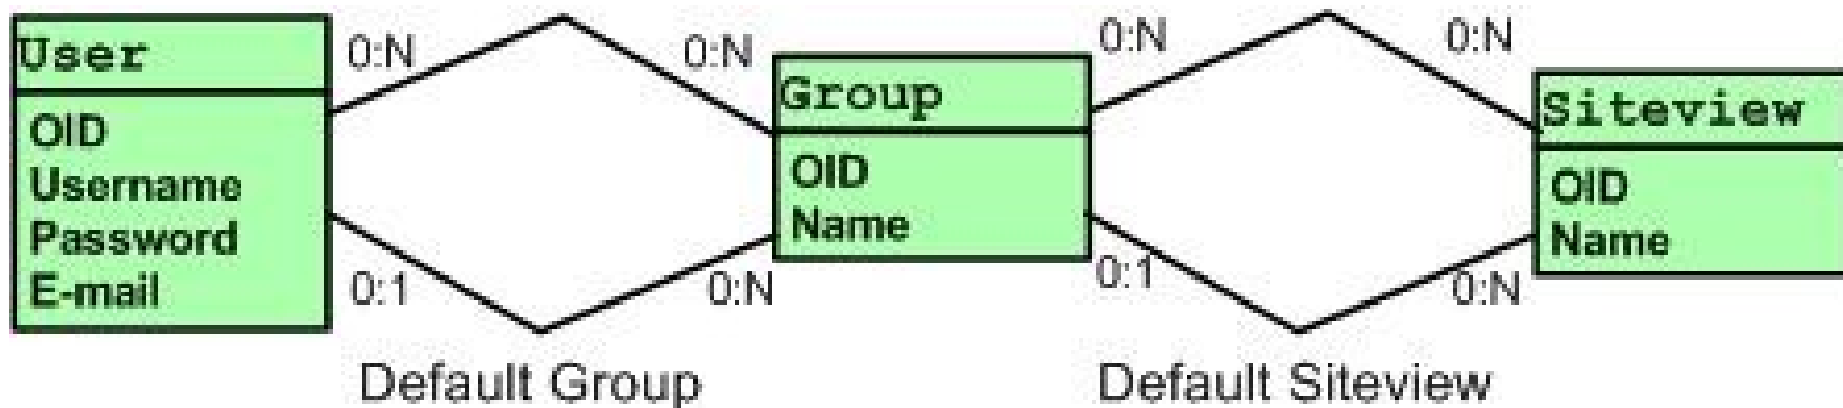 User
OID
Username
Password
E-mail
0:N
0:N
0:1
0:N
Default Group
Group
OID
Name
0:N
0:N
0:1
0:N
Default Siteview
Siteview
OID
Name